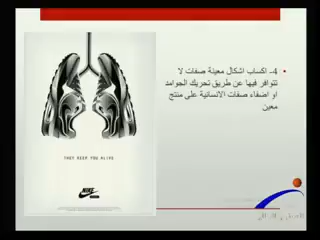 4- اكساب اشكال معينة صفات لا
تتوافر فيها عن طريق تحريك الجوامد
او اضفاء صفات الانسانية على منتج
معين
THEY KEEP YOU ALIVE
NIKE